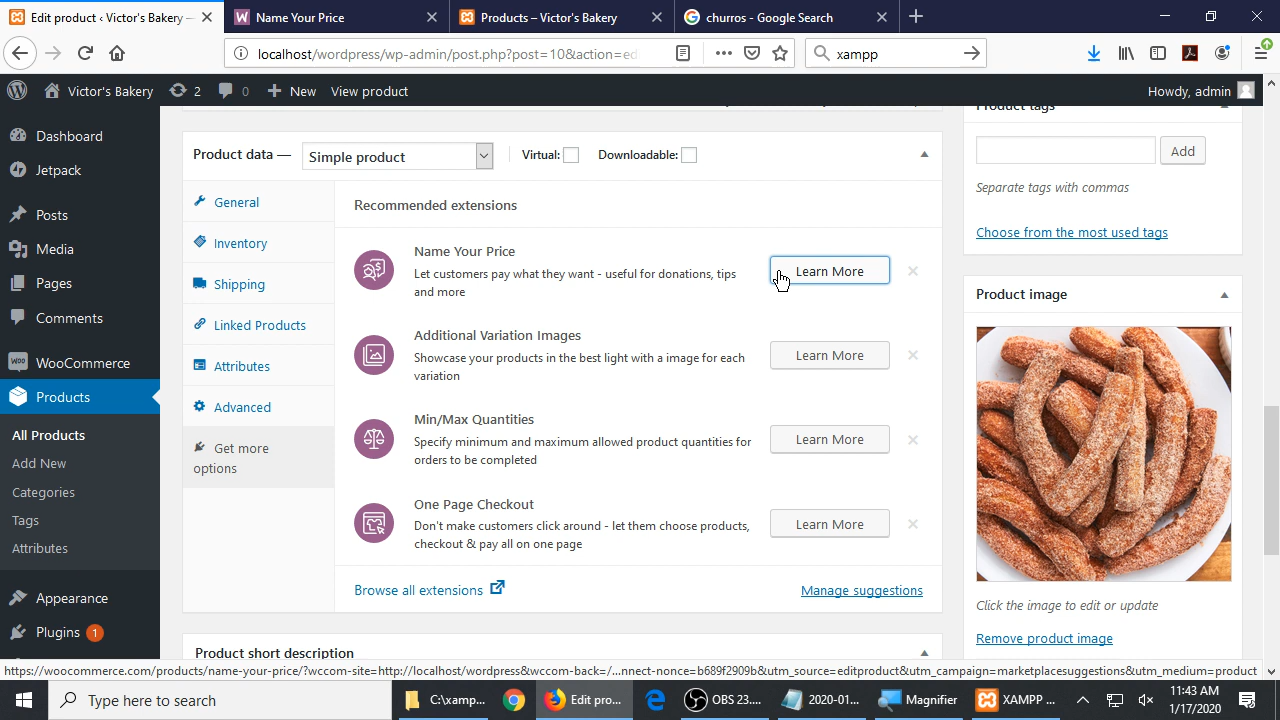 Edit product ‹ Victor's Bakery —
Name Your Price
Products – Victor's Bakery
churros - Google Search
localhost/wordpress/wp-admin/post.php?post=10&action=ed
xampp
Victor's Bakery
2
0
New
View product
Howdy, admin
Dashboard
Jetpack
Posts
Media
Pages
Comments
WooCommerce
Products
All Products
Add New
Categories
Tags
Attributes
Appearance
Plugins 1
Product data —
Simple product
Virtual:
Downloadable:
General
Inventory
Shipping
Linked Products
Attributes
Advanced
Get more
options
Recommended extensions
Name Your Price
Let customers pay what they want - useful for donations, tips
and more
Learn More
Additional Variation Images
Showcase your products in the best light with a image for each
variation
Learn More
Min/Max Quantities
Specify minimum and maximum allowed product quantities for
orders to be completed
Learn More
One Page Checkout
Don't make customers click around - let them choose products,
checkout & pay all on one page
Learn More
Browse all extensions
Manage suggestions
Product short description
Product tags
Add
Separate tags with commas
Choose from the most used tags
Product image
Click the image to edit or update
Remove product image
https://woocommerce.com/products/name-your-price/?wccom-site=http://localhost/wordpress&wccom-back=/...nnect-nonce=b689f2909b&utm_source=editproduct&utm_campaign=marketplacesuggestions&utm_medium=product
Type here to search
C:\xamp...
Edit pro...
OBS 23....
2020-01...
Magnifier
XAMPP ...
11:43 AM
1/17/2020